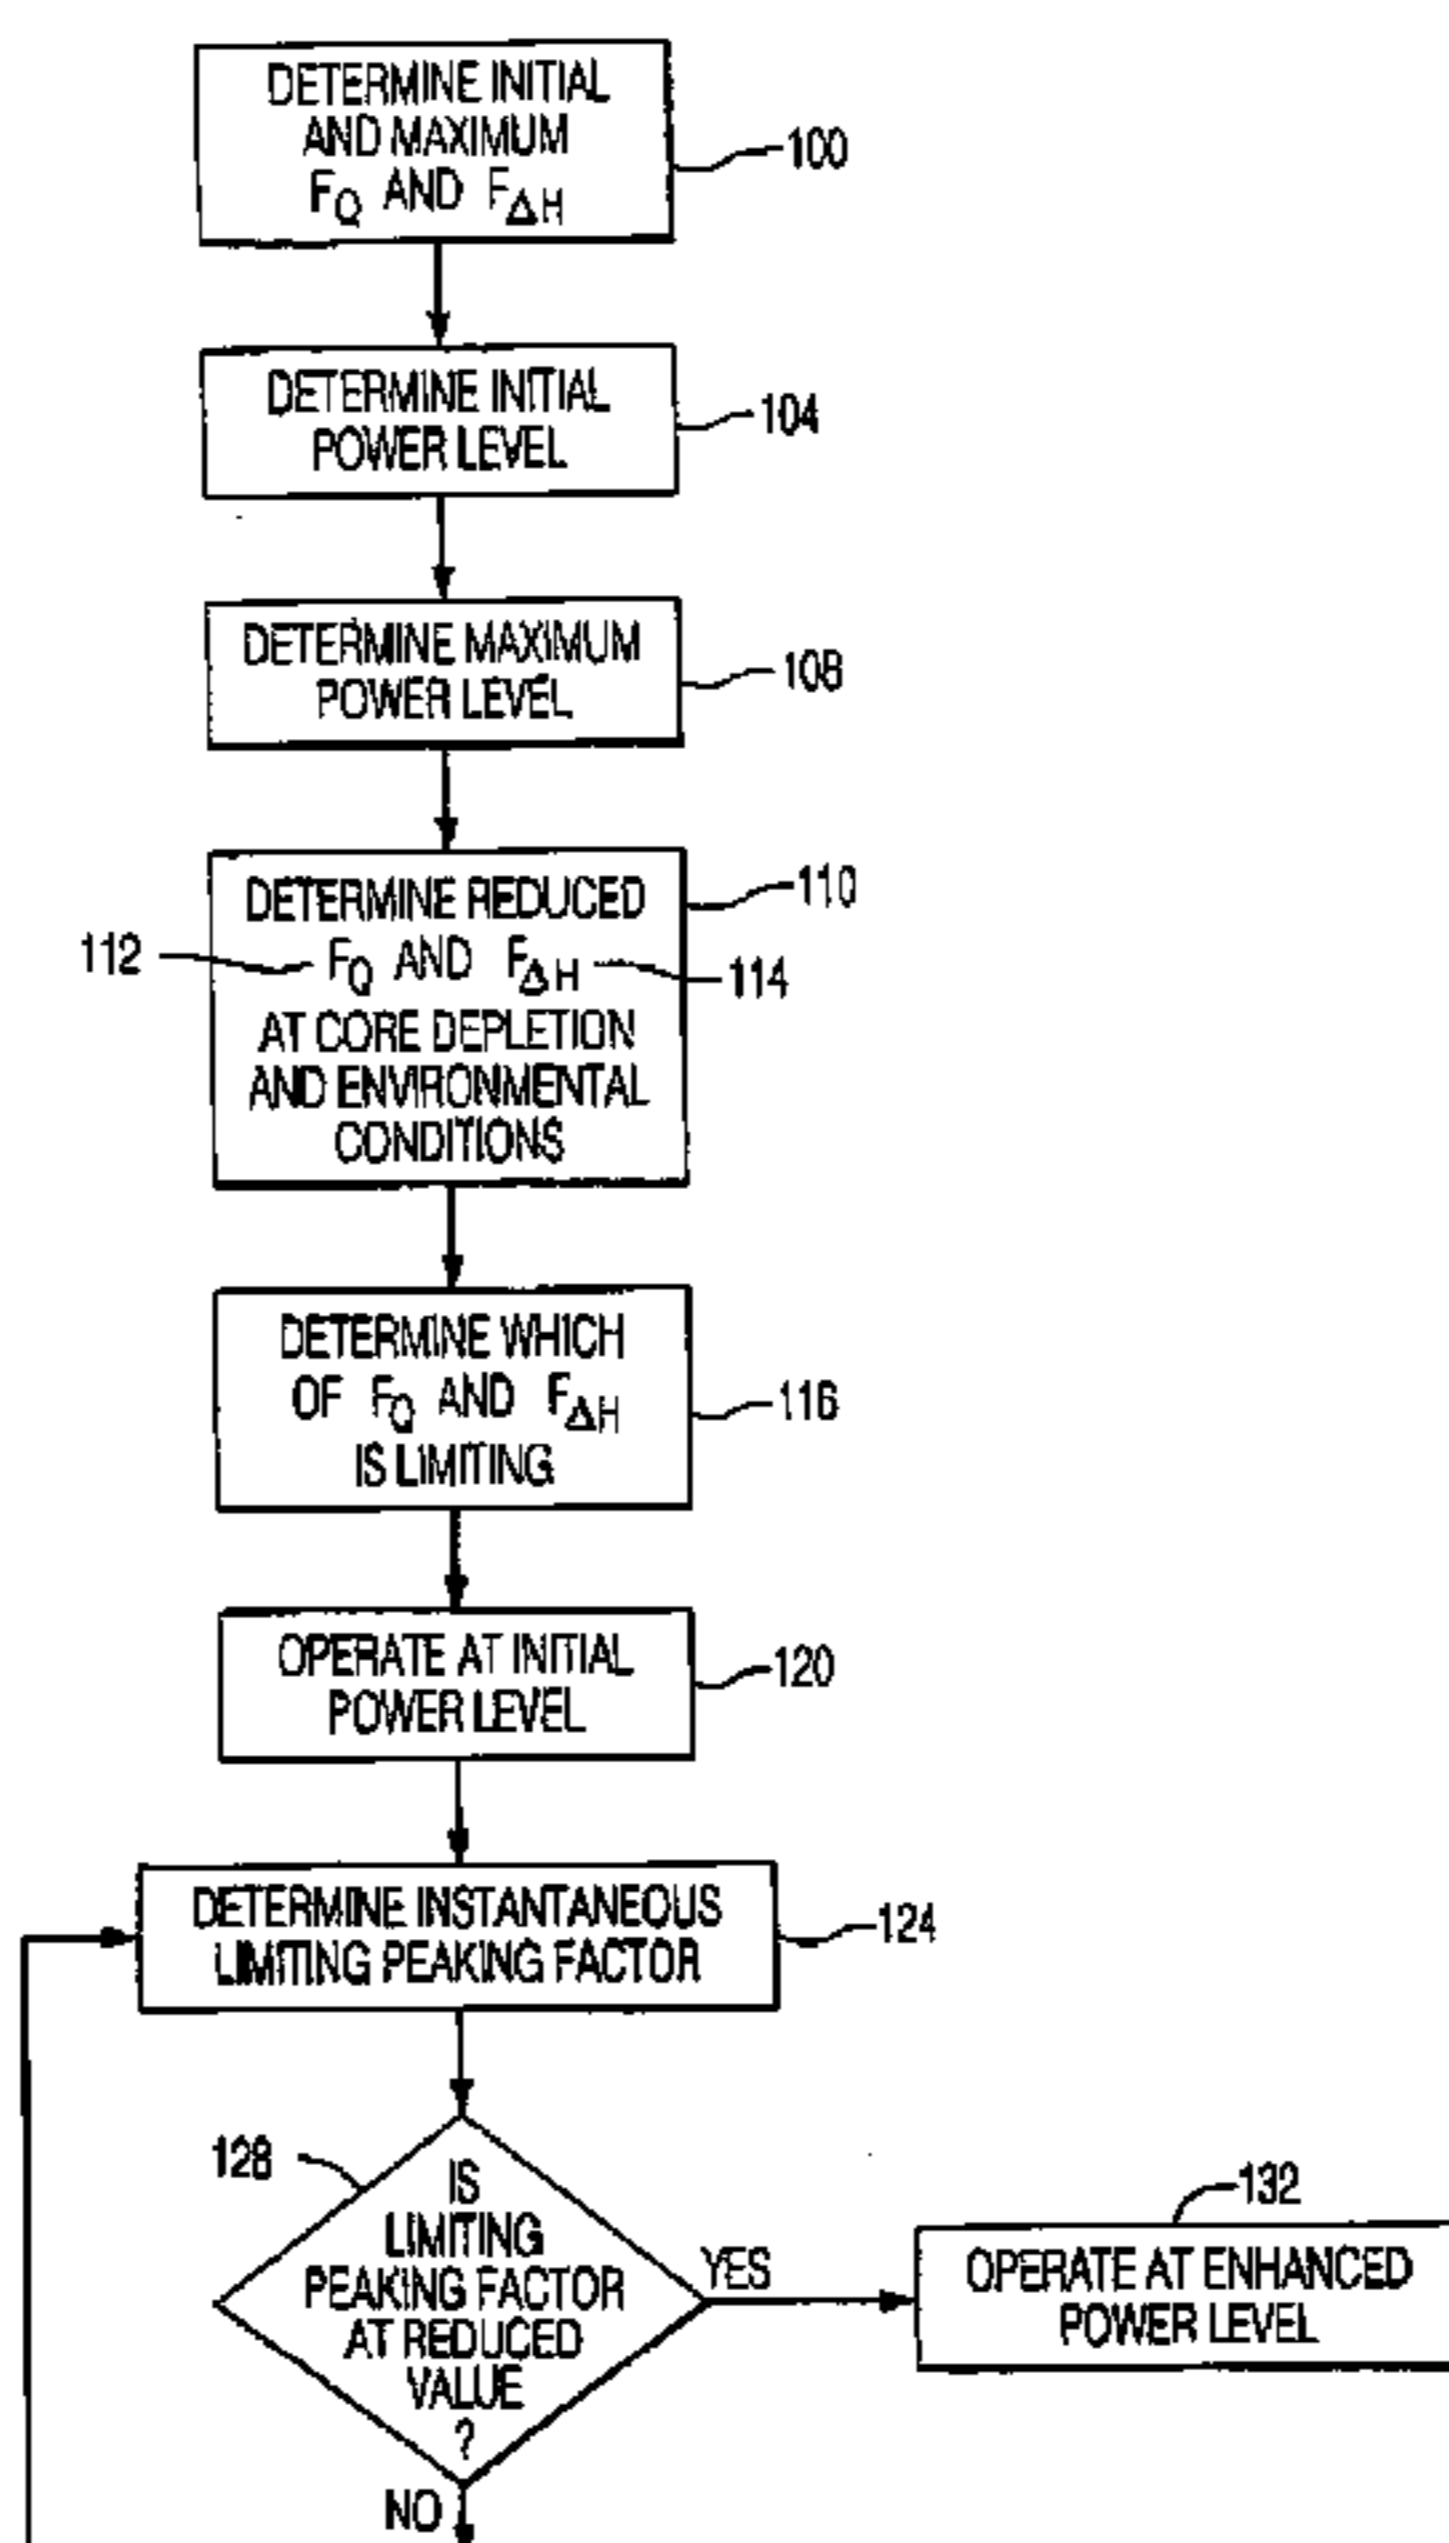 DETERMINE INITIAL
AND MAXIMUM
FQ AND FΔH
100
DETERMINE INITIAL
POWER LEVEL
104
DETERMINE MAXIMUM
POWER LEVEL
108
DETERMINE REDUCED
110
112
FQ AND FΔH
114
AT CORE DEPLETION
AND ENVIRONMENTAL
CONDITIONS
DETERMINE WHICH
OF FQ AND FΔH
IS LIMITING
116
OPERATE AT INITIAL
POWER LEVEL
120
DETERMINE INSTANTANEOUS
LIMITING PEAKING FACTOR
124
128
IS
LIMITING
PEAKING FACTOR
AT REDUCED
VALUE
?
YES
132
OPERATE AT ENHANCED
POWER LEVEL
NO